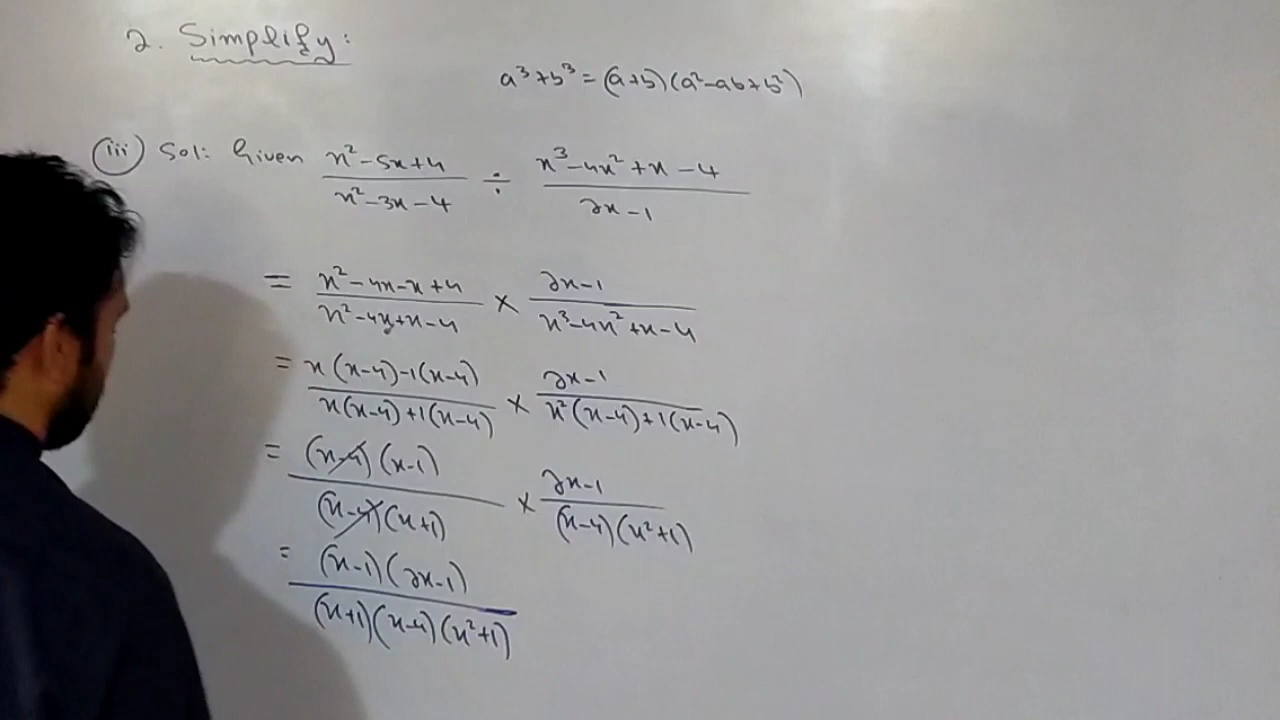 2. Simplify:
a³+b³ = (a+b)(a²-ab+b²)
(iii) Sol: Given (x²-5x+4)/(x²-3x-4) ÷ (x³-4x²+x-4)/(2x-1)
= (x²-4x-x+4)/(x²-4x+x-4) × (2x-1)/(x³-4x²+x-4)
= (x(x-4)-1(x-4))/(x(x-4)+1(x-4)) × (2x-1)/(x²(x-4)+1(x-4))
= ((x-4)(x-1))/((x-4)(x+1)) × (2x-1)/((x-4)(x²+1))
= ((x-1)(2x-1))/((x+1)(x-4)(x²+1))